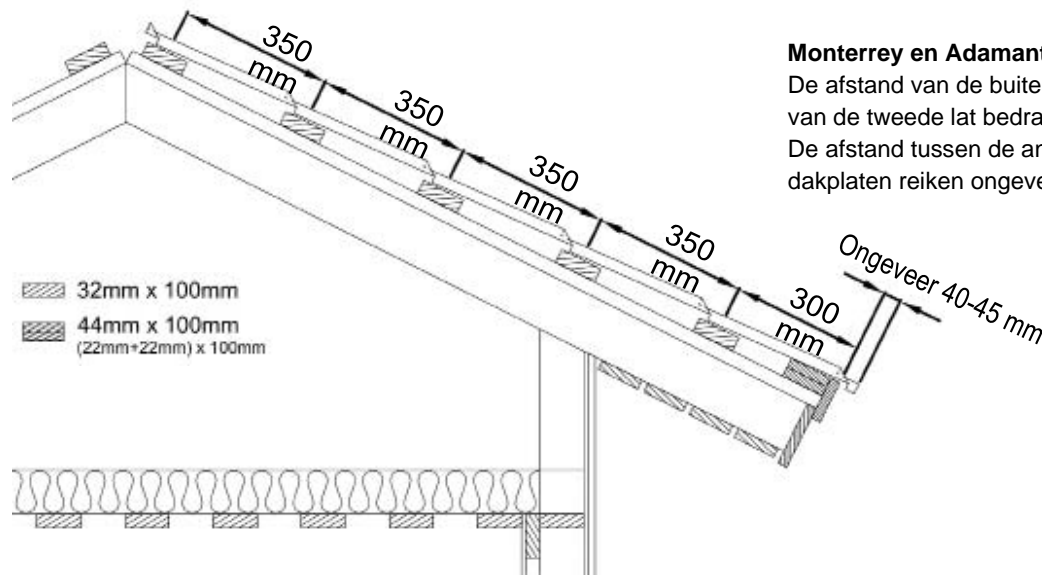 350
mm
350
mm
350
mm
350
mm
300
mm
Ongeveer 40-45 mm
Monterrey en Adamant
De afstand van de buite
van de tweede lat bedra
De afstand tussen de an
dakplaten reiken ongeve
32mm x 100mm
44mm x 100mm
(22mm+22mm) x 100mm